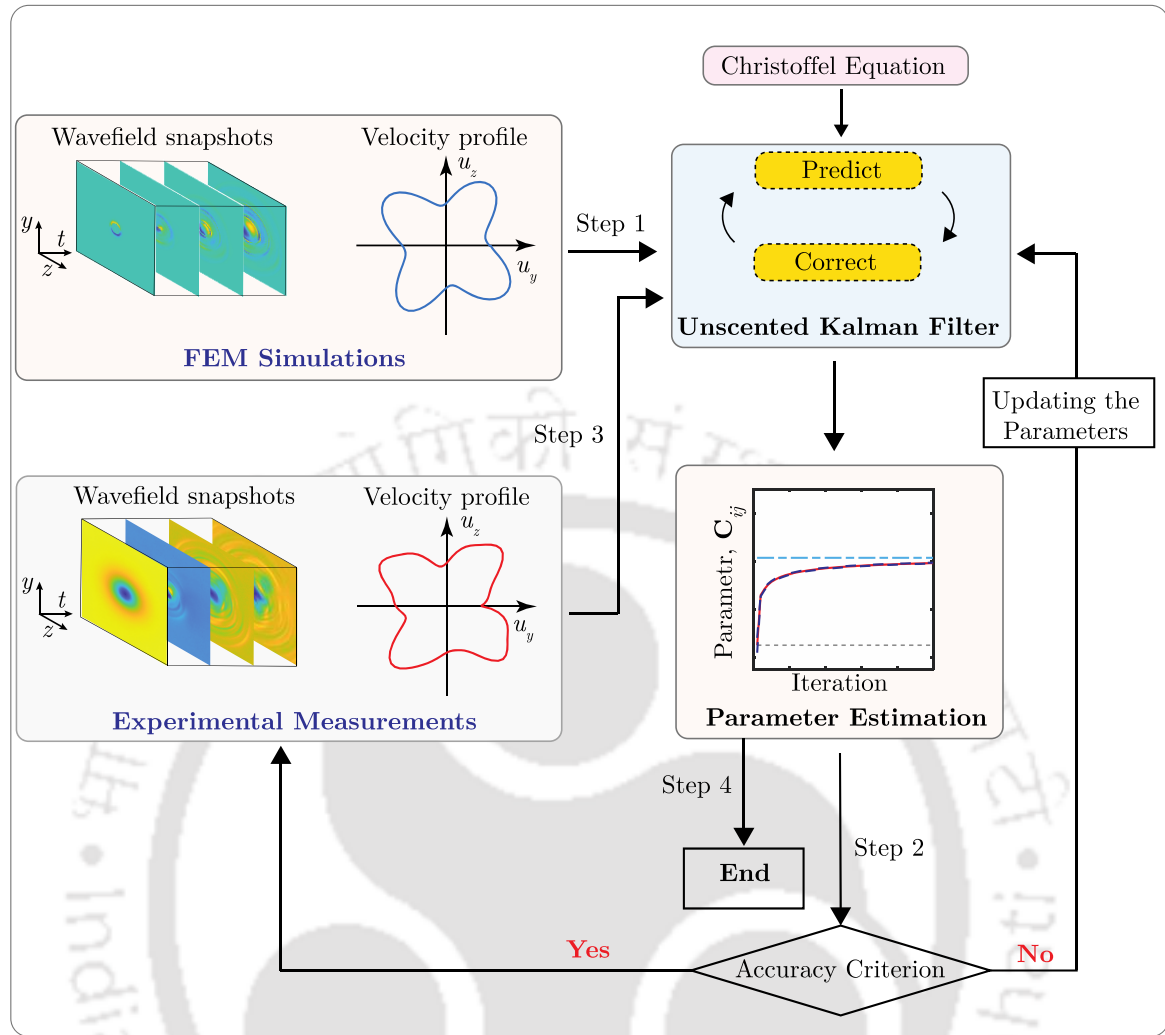 Christoffel Equation
Wavefield snapshots
Velocity profile
u_z
y
t
z
u_y
FEM Simulations
Step 1
Predict
Correct
Unscented Kalman Filter
Updating the
Parameters
Step 3
Wavefield snapshots
Velocity profile
u_z
y
t
z
u_y
Experimental Measurements
Parametr, C_ij
Iteration
Parameter Estimation
Step 4
End
Step 2
Yes
Accuracy Criterion
No